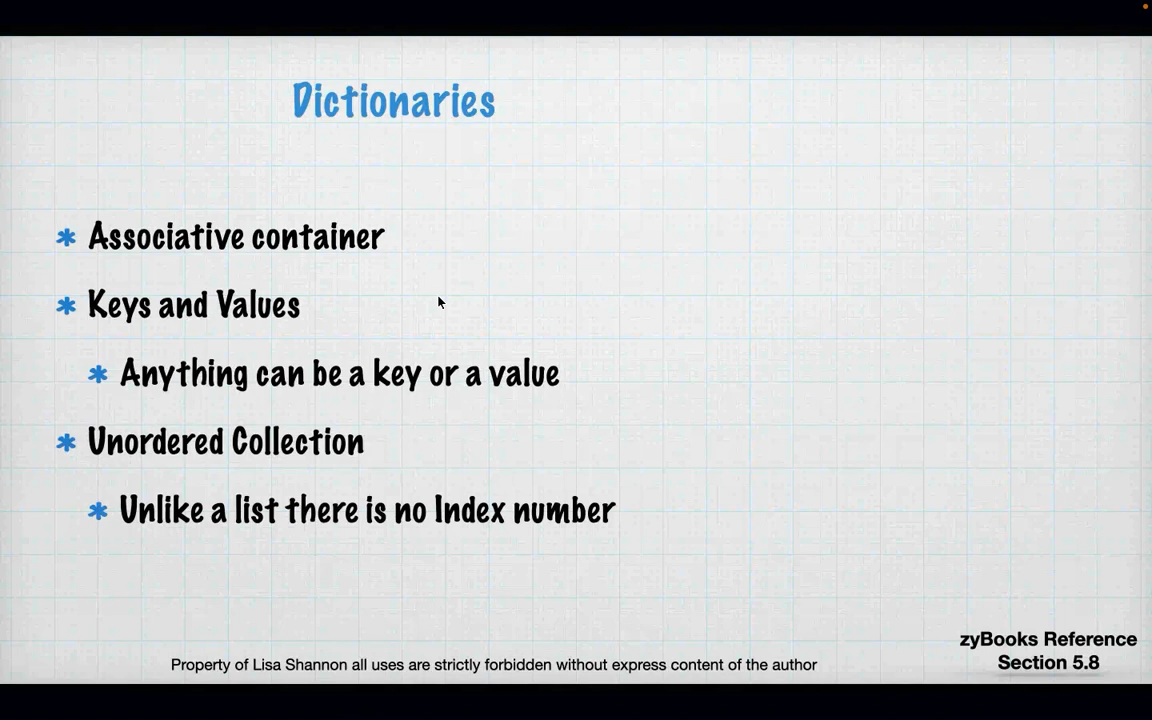 Dictionaries
* Associative container
* Keys and Values
* Anything can be a key or a value
* Unordered Collection
* Unlike a list there is no Index number
zyBooks Reference
Section 5.8
Property of Lisa Shannon all uses are strictly forbidden without express content of the author